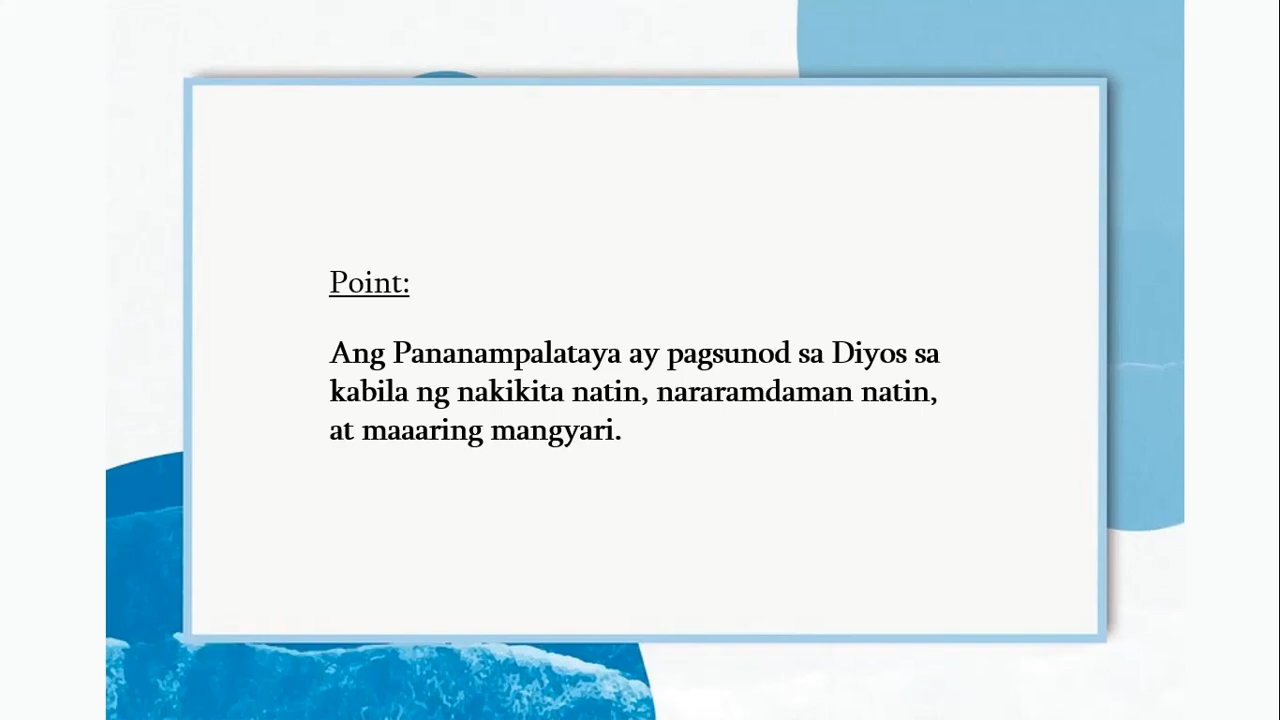 Point:
Ang Pananampalataya ay pagsunod sa Diyos sa
kabila ng nakikita natin, nararamdaman natin,
at maaaring mangyari.